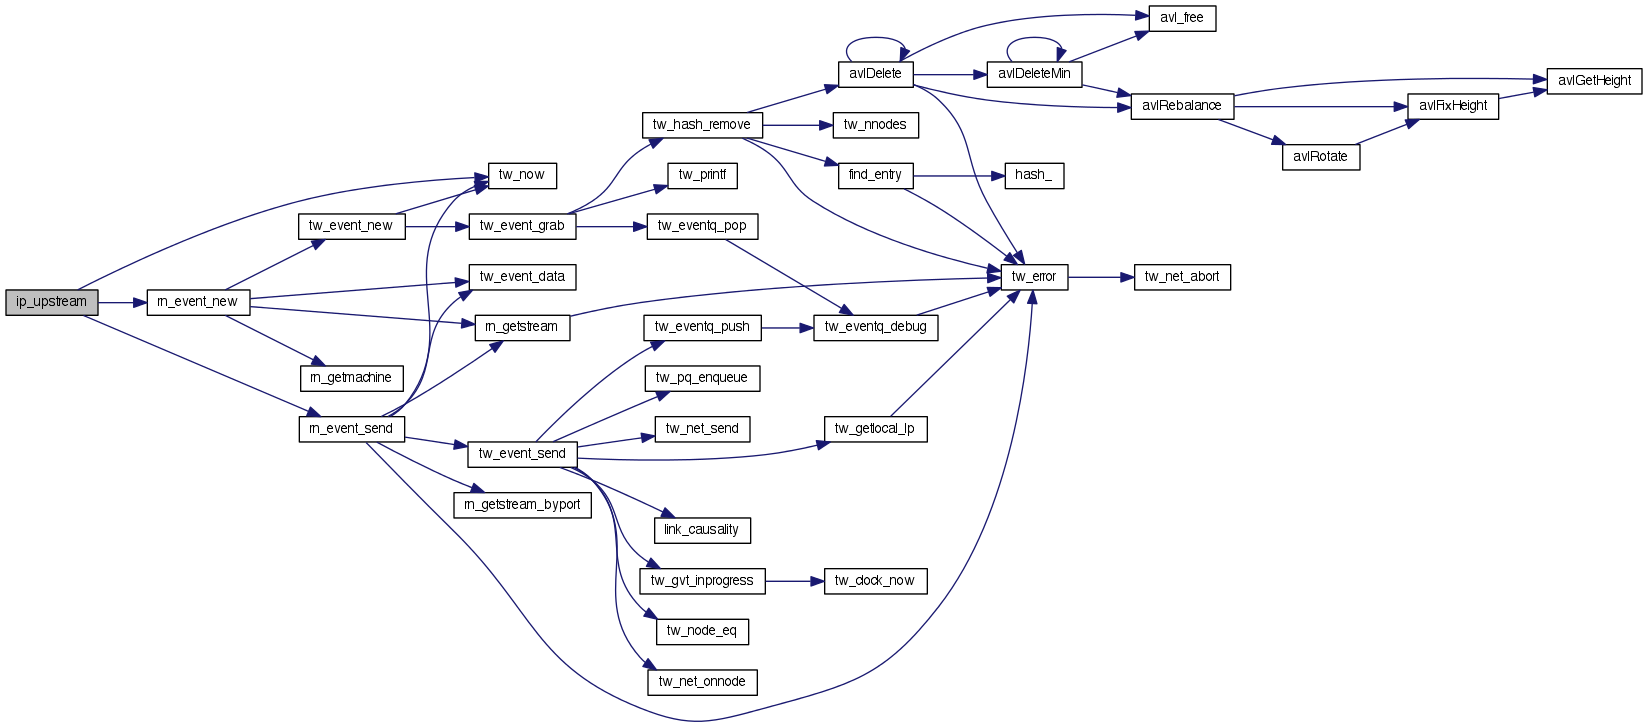 avl_free
avlDelete
avlDeleteMin
avlGetHeight
avlRebalance
avlFixHeight
tw_hash_remove
tw_nnodes
avlRotate
tw_now
tw_printf
find_entry
hash_
tw_event_new
tw_event_grab
tw_eventq_pop
tw_event_data
tw_error
tw_net_abort
ip_upstream
rn_event_new
rn_getstream
tw_eventq_push
tw_eventq_debug
rn_getmachine
tw_pq_enqueue
rn_event_send
tw_net_send
tw_getlocal_lp
tw_event_send
rn_getstream_byport
link_causality
tw_gvt_inprogress
tw_clock_now
tw_node_eq
tw_net_onnode